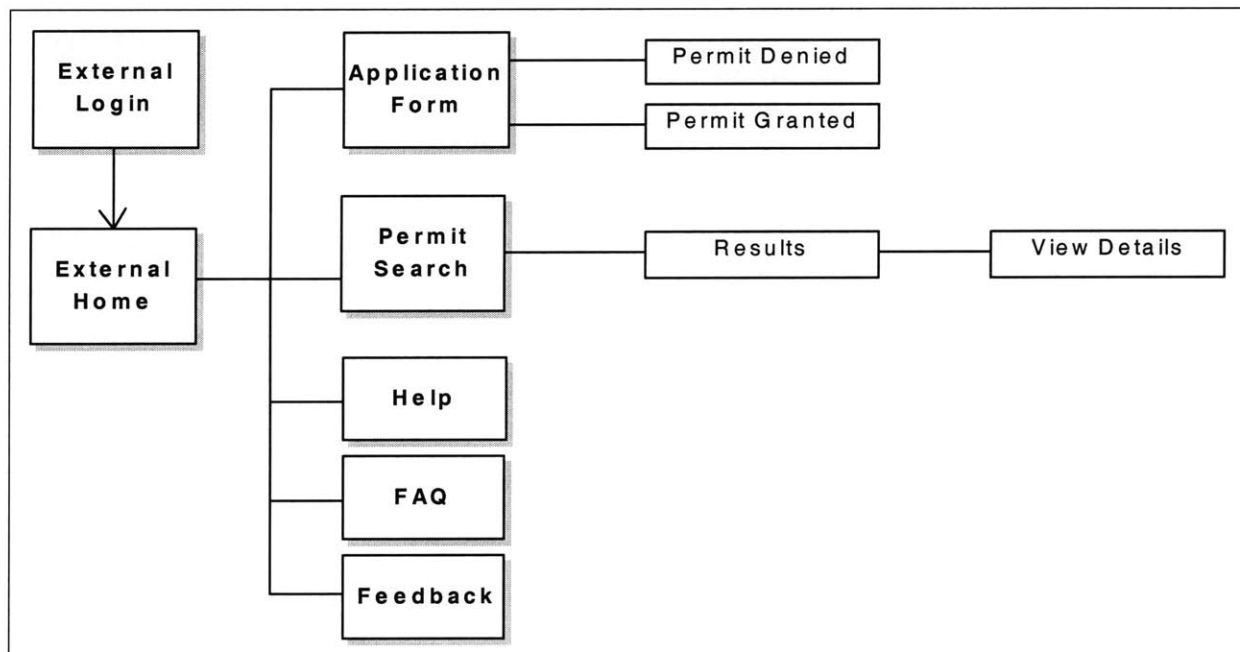 External
Login
External
Home
Application
Form
Permit Denied
Permit Granted
Permit
Search
Results
View Details
Help
FAQ
Feedback